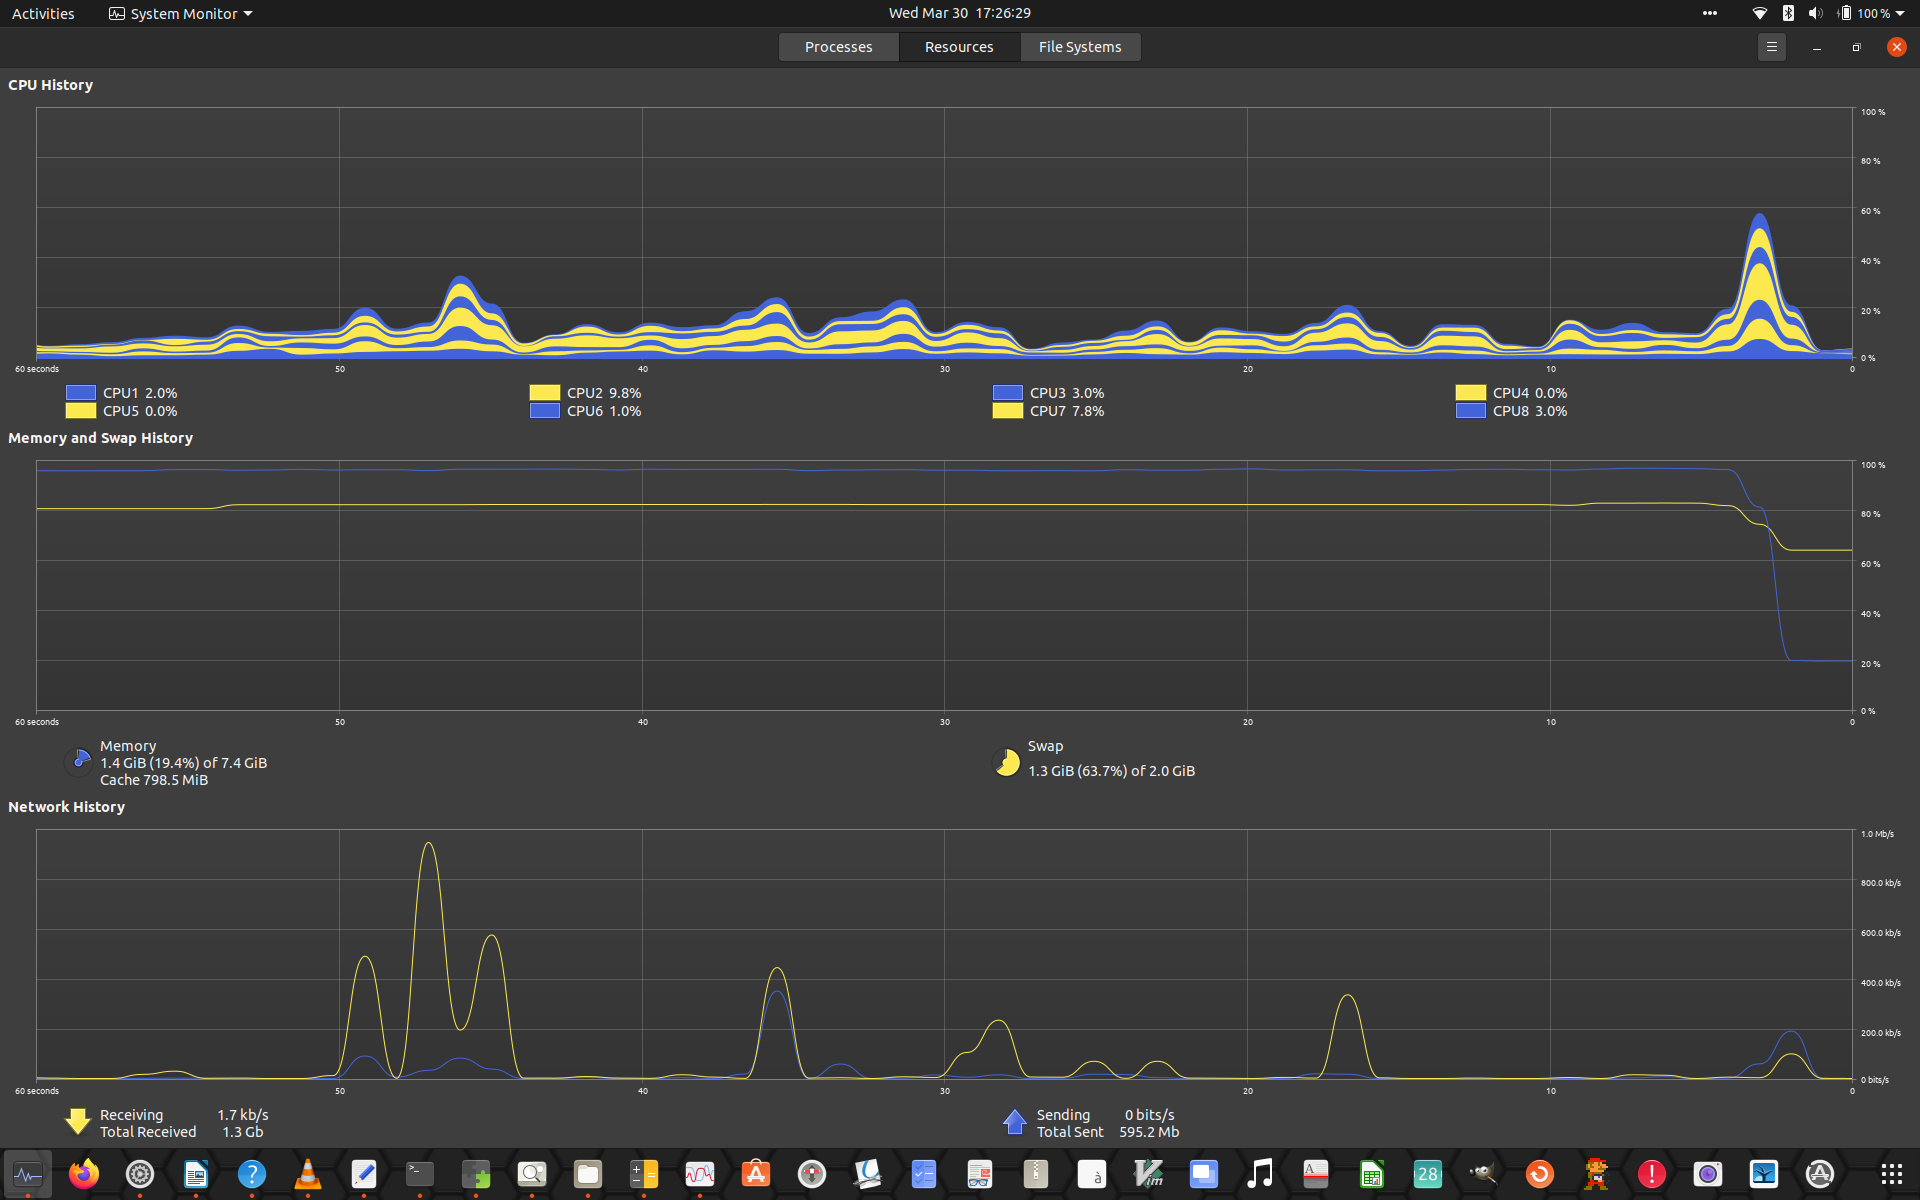 Activities
System Monitor
Wed Mar 30 17:26:29
100 %
Processes
Resources
File Systems
CPU History
100 %
80 %
60 %
40 %
20 %
0 %
60 seconds 50 40 30 20 10 0
CPU1 2.0% CPU2 9.8% CPU3 3.0% CPU4 0.0%
CPU5 0.0% CPU6 1.0% CPU7 7.8% CPU8 3.0%
Memory and Swap History
100 %
80 %
60 %
40 %
20 %
0 %
60 seconds 50 40 30 20 10 0
Memory
1.4 GiB (19.4%) of 7.4 GiB
Cache 798.5 MiB
Swap
1.3 GiB (63.7%) of 2.0 GiB
Network History
1.0 Mb/s
800.0 kb/s
600.0 kb/s
400.0 kb/s
200.0 kb/s
0 bits/s
60 seconds 50 40 30 20 10 0
Receiving 1.7 kb/s
Total Received 1.3 Gb
Sending 0 bits/s
Total Sent 595.2 Mb
?
>_
à
Vim
A
28
!